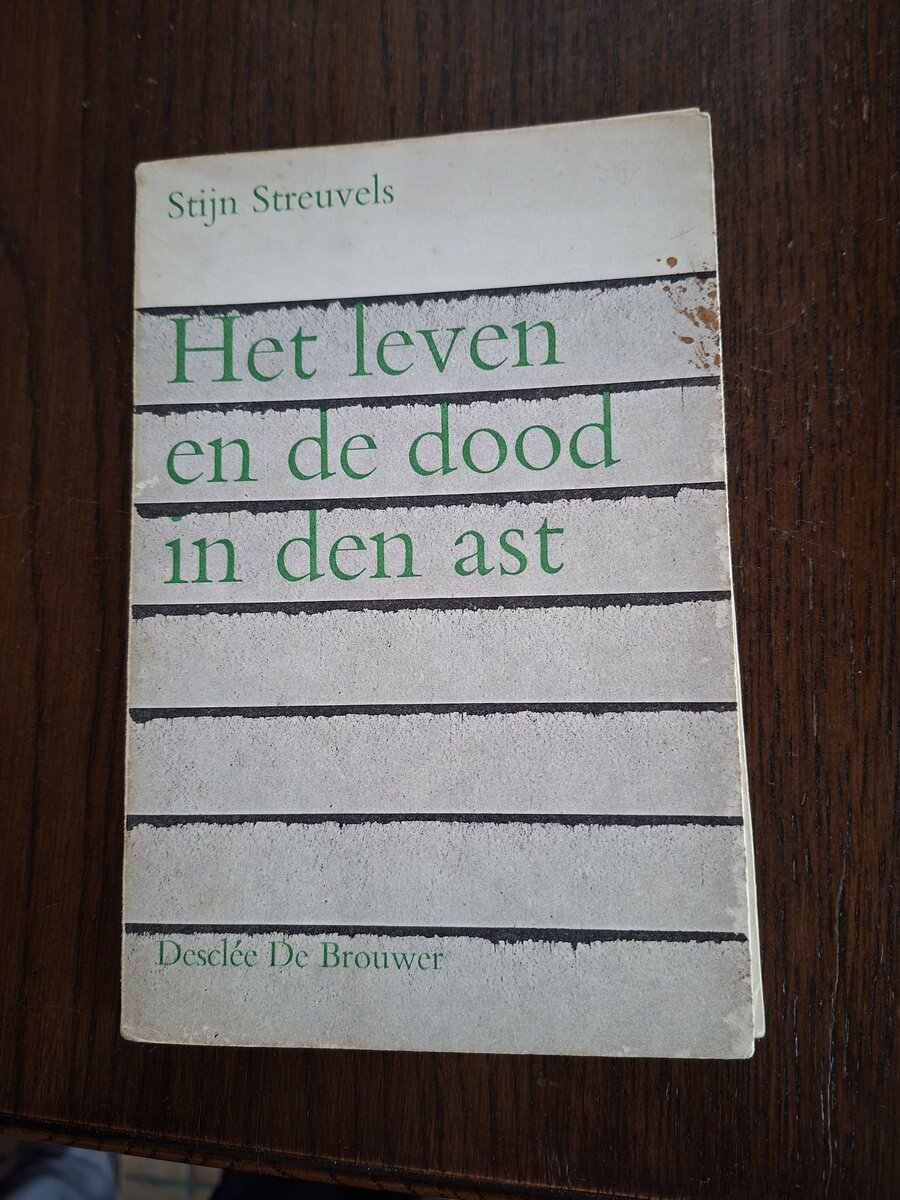 Stijn Streuvels
Het leven
en de dood
in den ast
Desclée De Brouwer